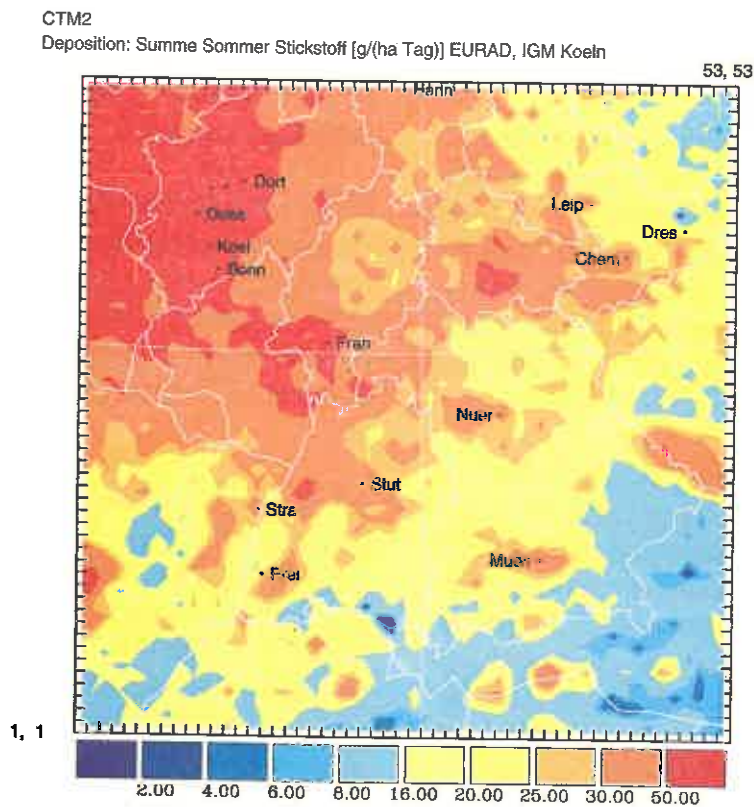 CTM2
Deposition: Summe Sommer Stickstoff [g/(ha Tag)] EURAD, IGM Koeln
53, 53
Hann
Dort
Leip
Dues
Dres
Koel
Chem
Bonn
Fran
Nuer
Stut
Stra
Muen
Frei
1, 1
2.00 4.00 6.00 8.00 16.00 20.00 25.00 30.00 50.00